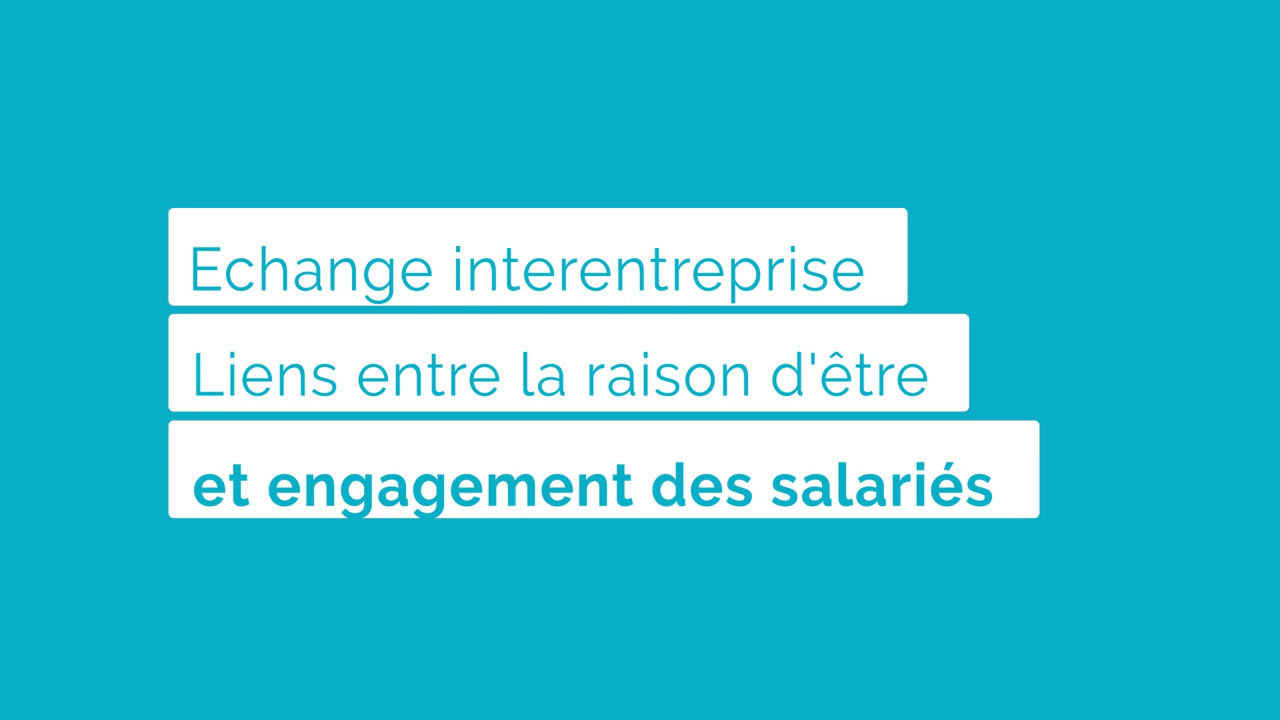 Echange interentreprise
Liens entre la raison d'être
et engagement des salariés